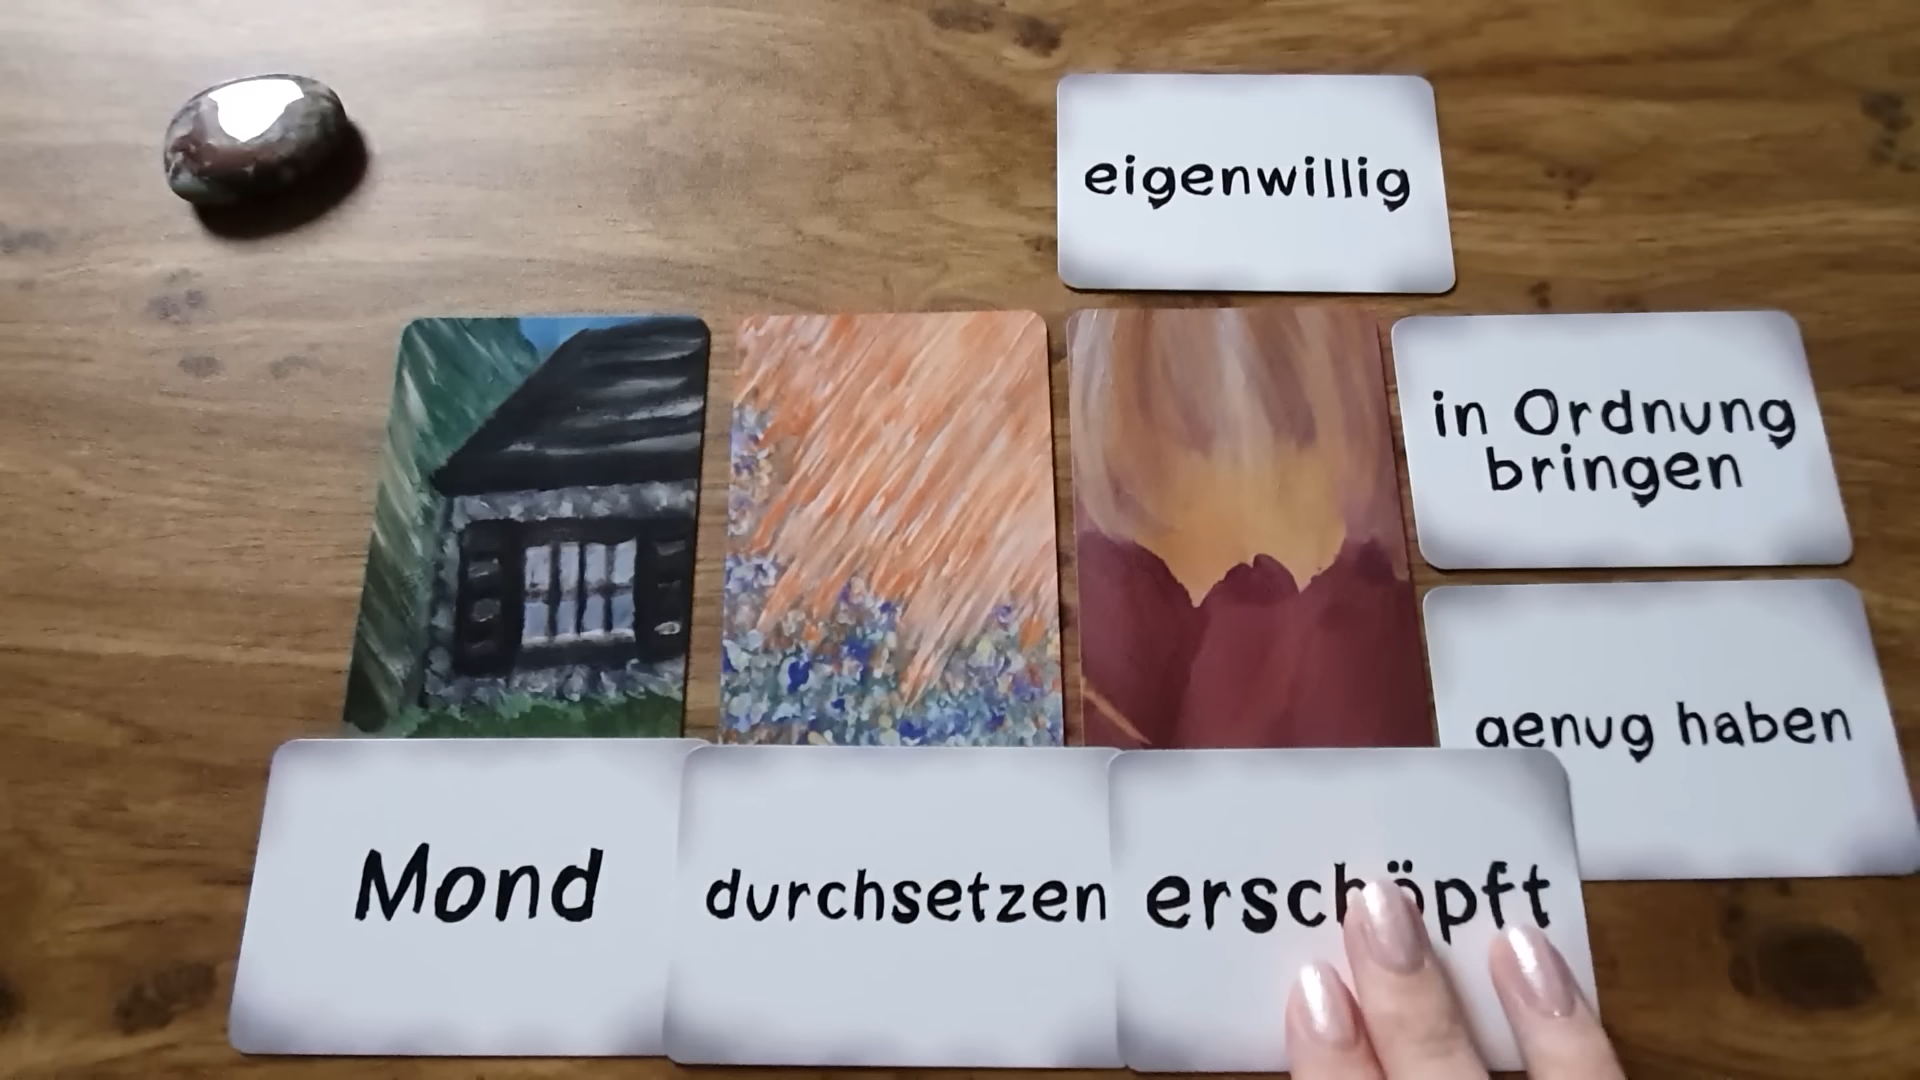 eigenwillig
in Ordnung
bringen
genug haben
Mond
durchsetzen
erschöpft